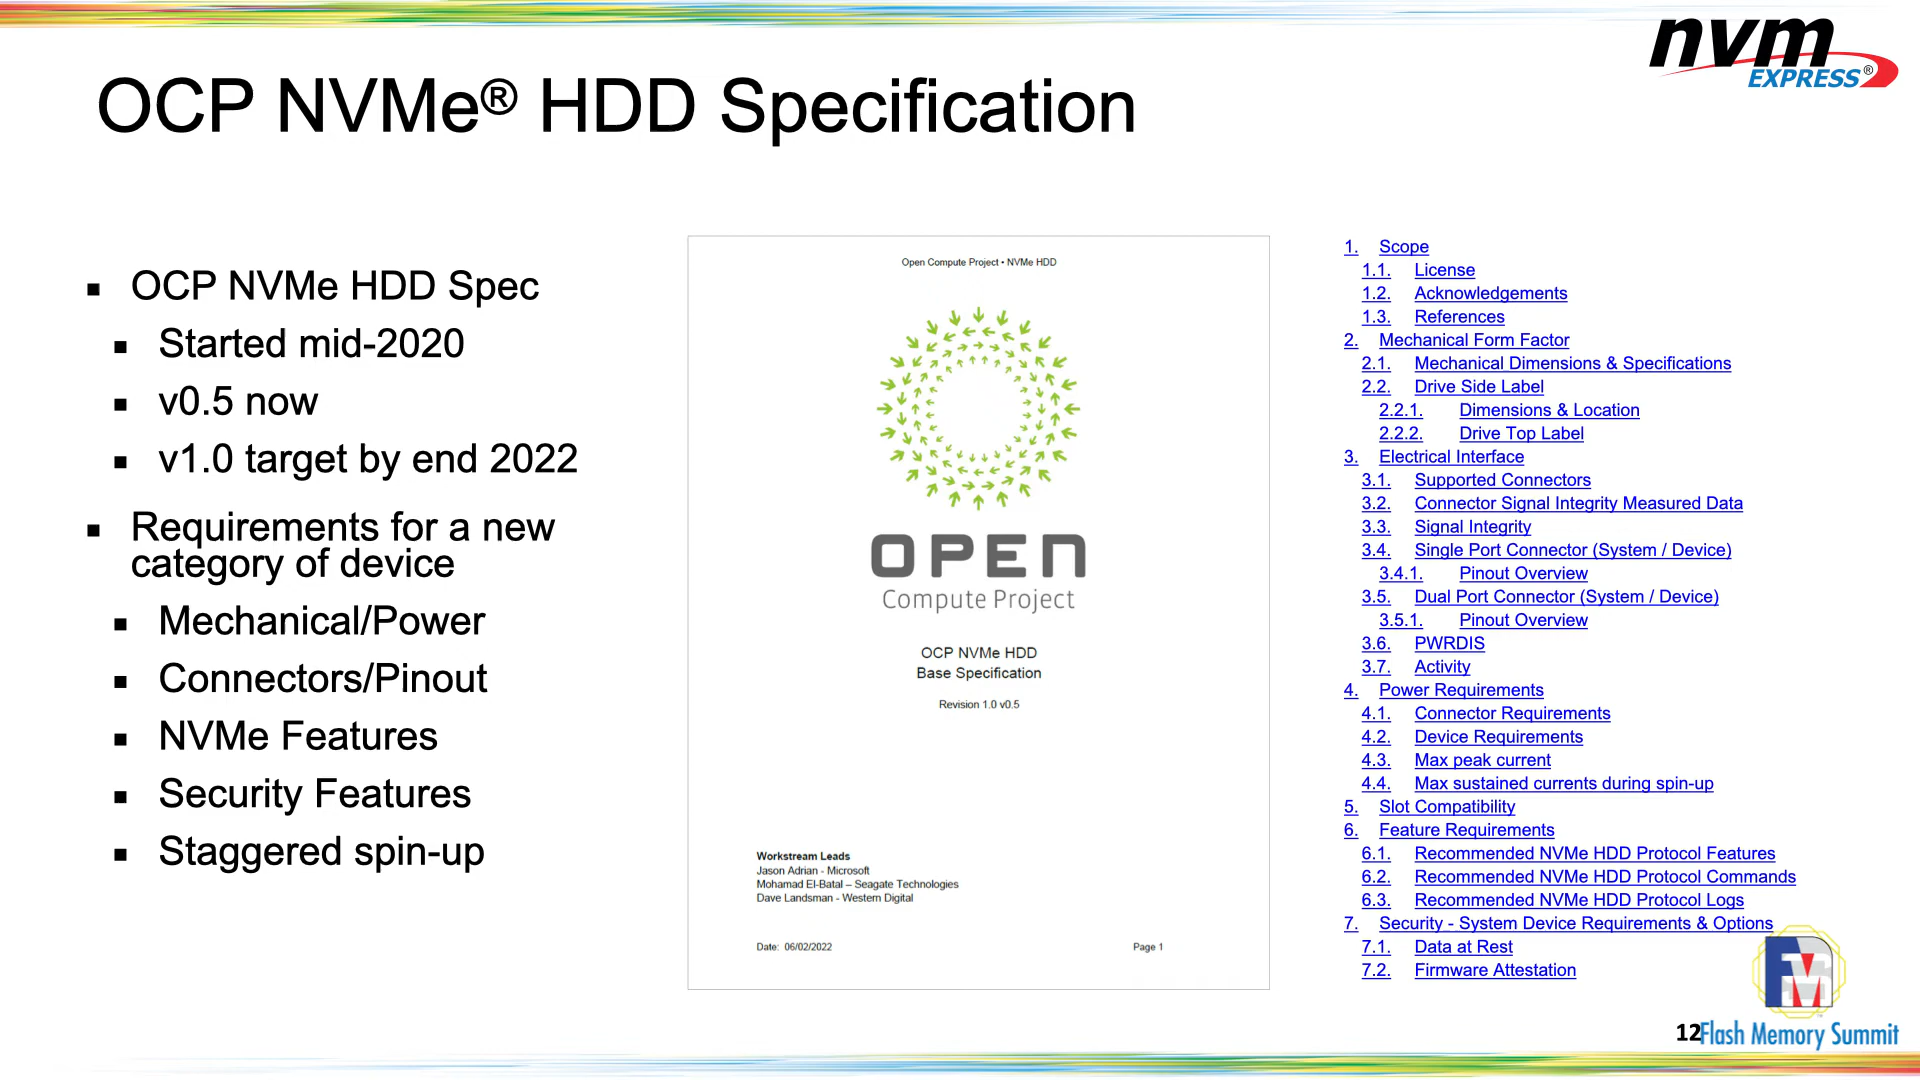 nvm
EXPRESS®
OCP NVMe® HDD Specification
▪ OCP NVMe HDD Spec
▪ Started mid-2020
▪ v0.5 now
▪ v1.0 target by end 2022
▪ Requirements for a new
category of device
▪ Mechanical/Power
▪ Connectors/Pinout
▪ NVMe Features
▪ Security Features
▪ Staggered spin-up
Open Compute Project • NVMe HDD
OPEN
Compute Project
OCP NVMe HDD
Base Specification
Revision 1.0 v0.5
Workstream Leads
Jason Adrian - Microsoft
Mohamad El-Batal – Seagate Technologies
Dave Landsman - Western Digital
Date: 06/02/2022 Page 1
1. Scope
1.1. License
1.2. Acknowledgements
1.3. References
2. Mechanical Form Factor
2.1. Mechanical Dimensions & Specifications
2.2. Drive Side Label
2.2.1. Dimensions & Location
2.2.2. Drive Top Label
3. Electrical Interface
3.1. Supported Connectors
3.2. Connector Signal Integrity Measured Data
3.3. Signal Integrity
3.4. Single Port Connector (System / Device)
3.4.1. Pinout Overview
3.5. Dual Port Connector (System / Device)
3.5.1. Pinout Overview
3.6. PWRDIS
3.7. Activity
4. Power Requirements
4.1. Connector Requirements
4.2. Device Requirements
4.3. Max peak current
4.4. Max sustained currents during spin-up
5. Slot Compatibility
6. Feature Requirements
6.1. Recommended NVMe HDD Protocol Features
6.2. Recommended NVMe HDD Protocol Commands
6.3. Recommended NVMe HDD Protocol Logs
7. Security - System Device Requirements & Options
7.1. Data at Rest
7.2. Firmware Attestation
FMS
12
Flash Memory Summit